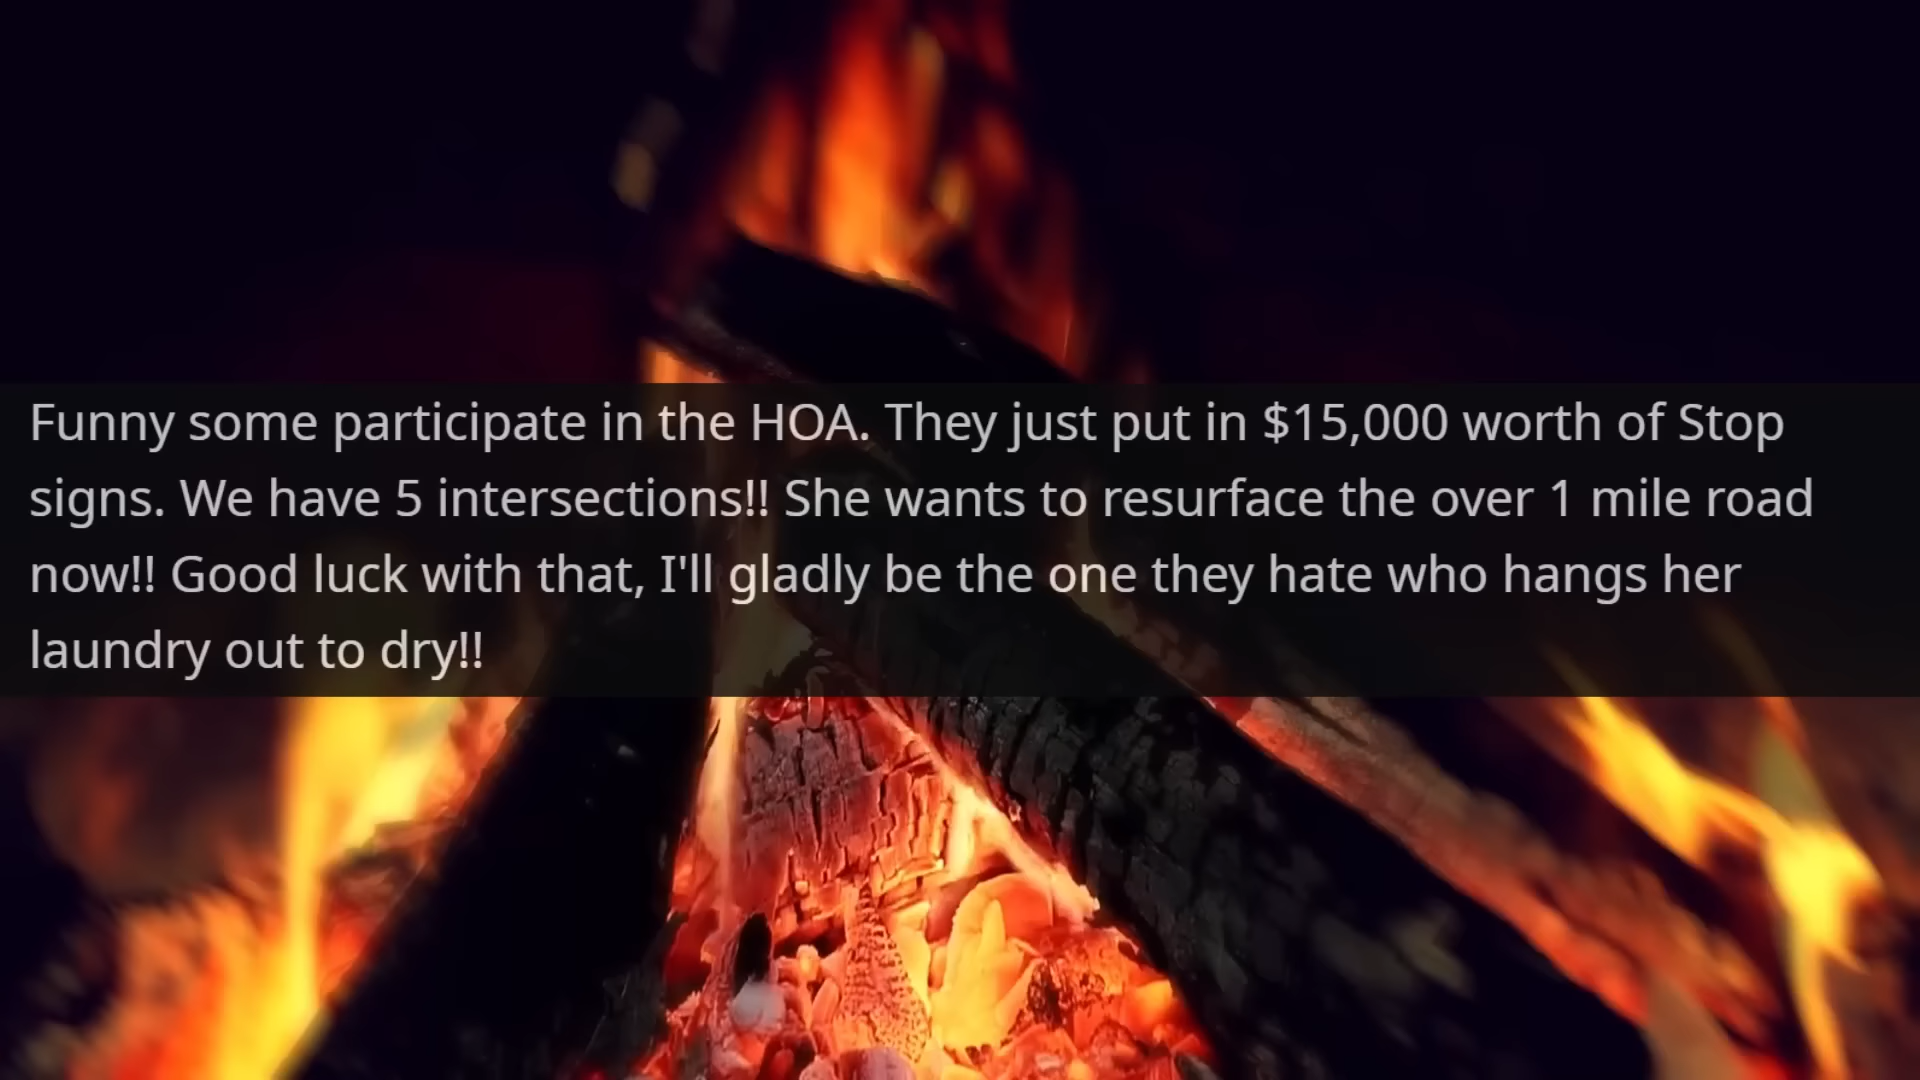 Funny some participate in the HOA. They just put in $15,000 worth of Stop
signs. We have 5 intersections!! She wants to resurface the over 1 mile road
now!! Good luck with that, I'll gladly be the one they hate who hangs her
laundry out to dry!!